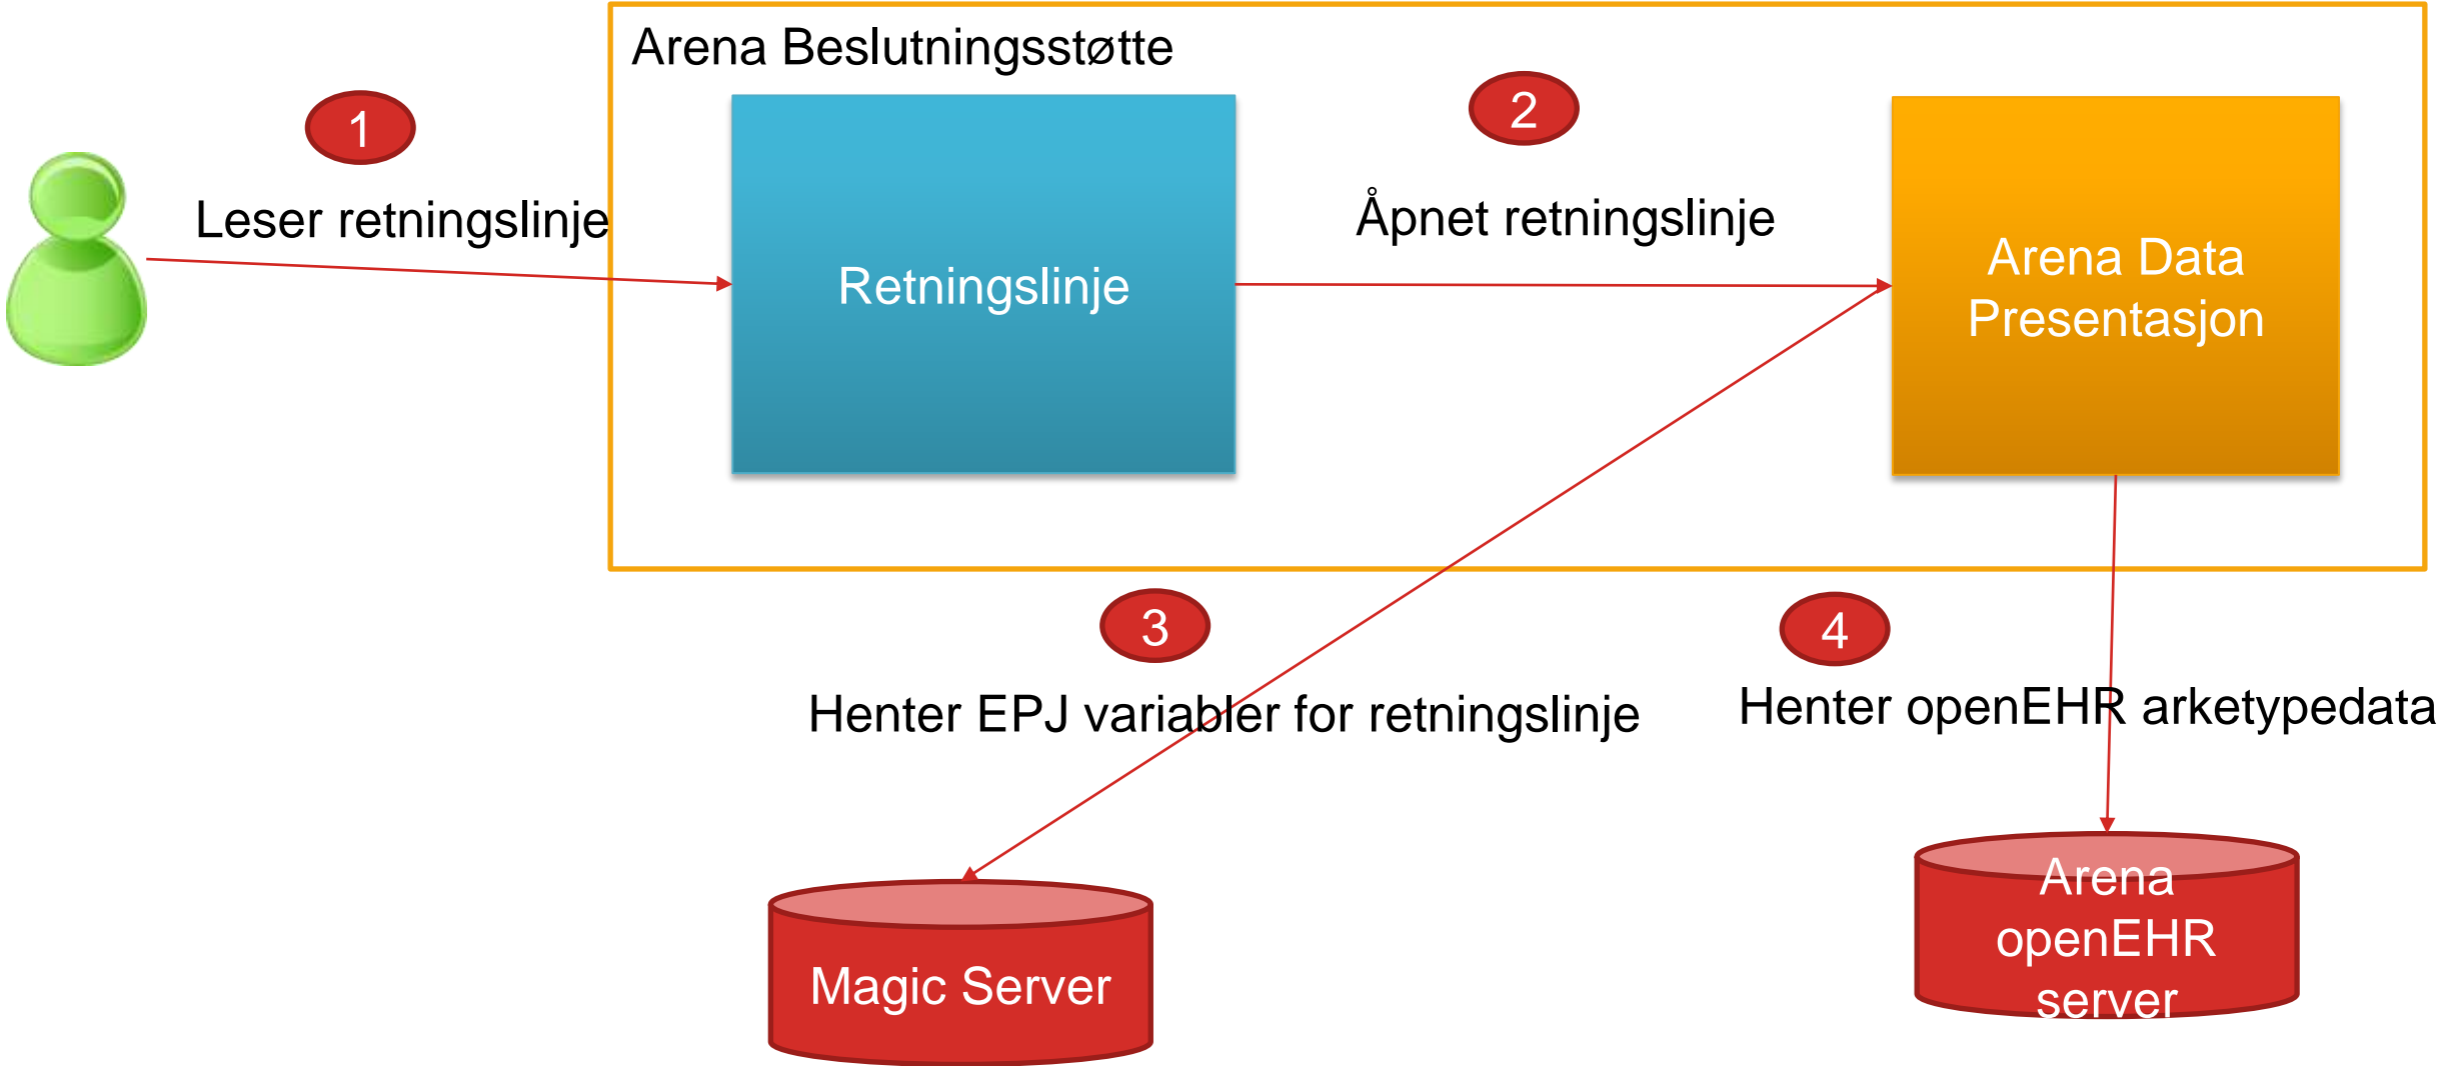 Arena Beslutningsstøtte
1
2
Leser retningslinje
Åpnet retningslinje
Retningslinje
Arena Data
Presentasjon
3
4
Henter EPJ variabler for retningslinje
Henter openEHR arketypedata
Magic Server
Arena
openEHR
server